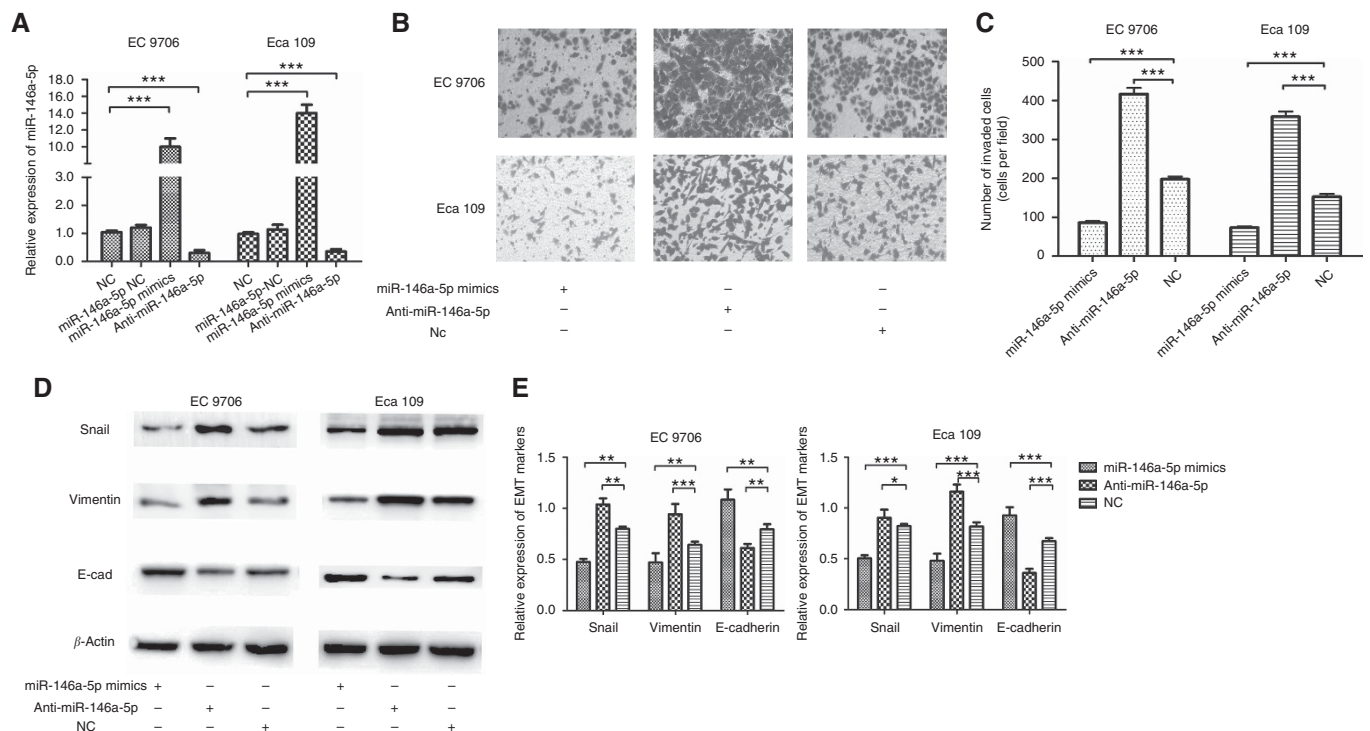 A
EC 9706
Eca 109
Relative expression of miR-146a-5p
18.0
16.0
14.0
12.0
10.0
3.0
2.0
1.0
0.0
***
***
***
***
NC
miR-146a-5p NC
miR-146a-5p mimics
Anti-miR-146a-5p
NC
miR-146a-5p-NC
miR-146a-5p mimics
Anti-miR-146a-5p
B
EC 9706
Eca 109
miR-146a-5p mimics + – –
Anti-miR-146a-5p – + –
Nc – – +
C
EC 9706
Eca 109
Number of invaded cells
(cells per field)
500
400
300
200
100
0
***
***
***
***
miR-146a-5p mimics
Anti-miR-146a-5p
NC
miR-146a-5p mimics
Anti-miR-146a-5p
NC
D
EC 9706
Eca 109
Snail
Vimentin
E-cad
β-Actin
miR-146a-5p mimics + – – + – –
Anti-miR-146a-5p – + – – + –
NC – – + – – +
E
EC 9706
Relative expression of EMT markers
1.5
1.0
0.5
0.0
** ** **
** *** **
Snail Vimentin E-cadherin
Eca 109
Relative expression of EMT markers
1.5
1.0
0.5
0.0
*** *** ***
* *** ***
Snail Vimentin E-cadherin
miR-146a-5p mimics
Anti-miR-146a-5p
NC